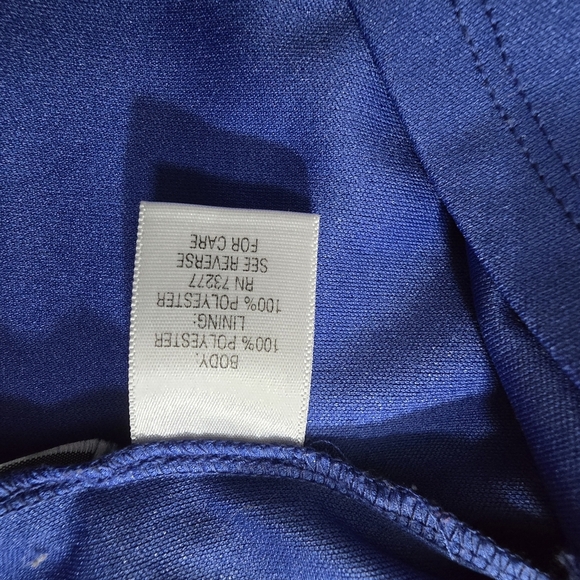 BODY:
100% POLYESTER
LINING:
100% POLYESTER
RN 73277
SEE REVERSE
FOR CARE